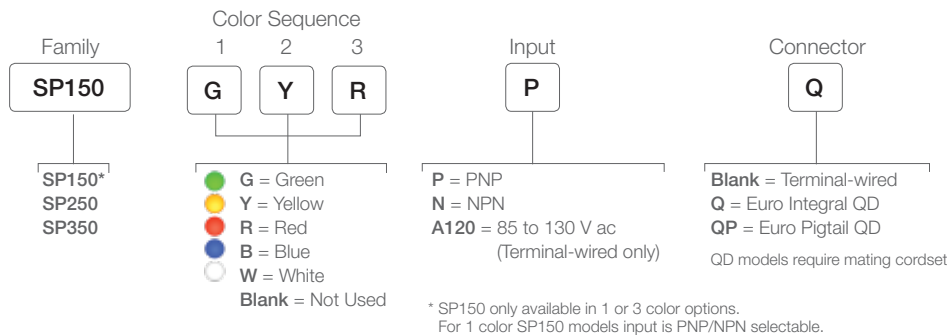 Color Sequence
Family 1 2 3 Input Connector
SP150 G Y R P Q
SP150*
SP250
SP350
G = Green
Y = Yellow
R = Red
B = Blue
W = White
Blank = Not Used
P = PNP
N = NPN
A120 = 85 to 130 V ac
(Terminal-wired only)
Blank = Terminal-wired
Q = Euro Integral QD
QP = Euro Pigtail QD
QD models require mating cordset
* SP150 only available in 1 or 3 color options.
For 1 color SP150 models input is PNP/NPN selectable.